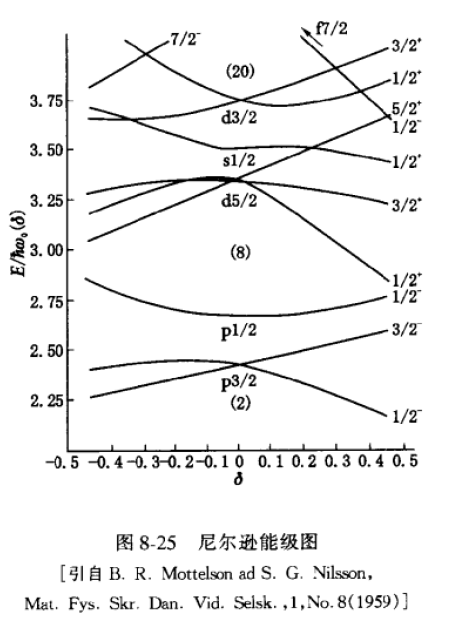 7/2⁻
f7/2
3/2⁺
(20)
1/2⁺
3.75
d3/2
5/2⁺
1/2⁻
3.50
s1/2
1/2⁺
3.25
d5/2
3/2⁺
E/ħω₀(δ)
3.00
(8)
1/2⁺
1/2⁻
2.75
p1/2
3/2⁻
2.50
p3/2
2.25
(2)
1/2⁻
-0.5 -0.4 -0.3 -0.2 -0.1 0 0.1 0.2 0.3 0.4 0.5
δ
图 8-25 尼尔逊能级图
[引自 B. R. Mottelson ad S. G. Nilsson,
Mat. Fys. Skr. Dan. Vid. Selsk. ,1,No. 8(1959)]